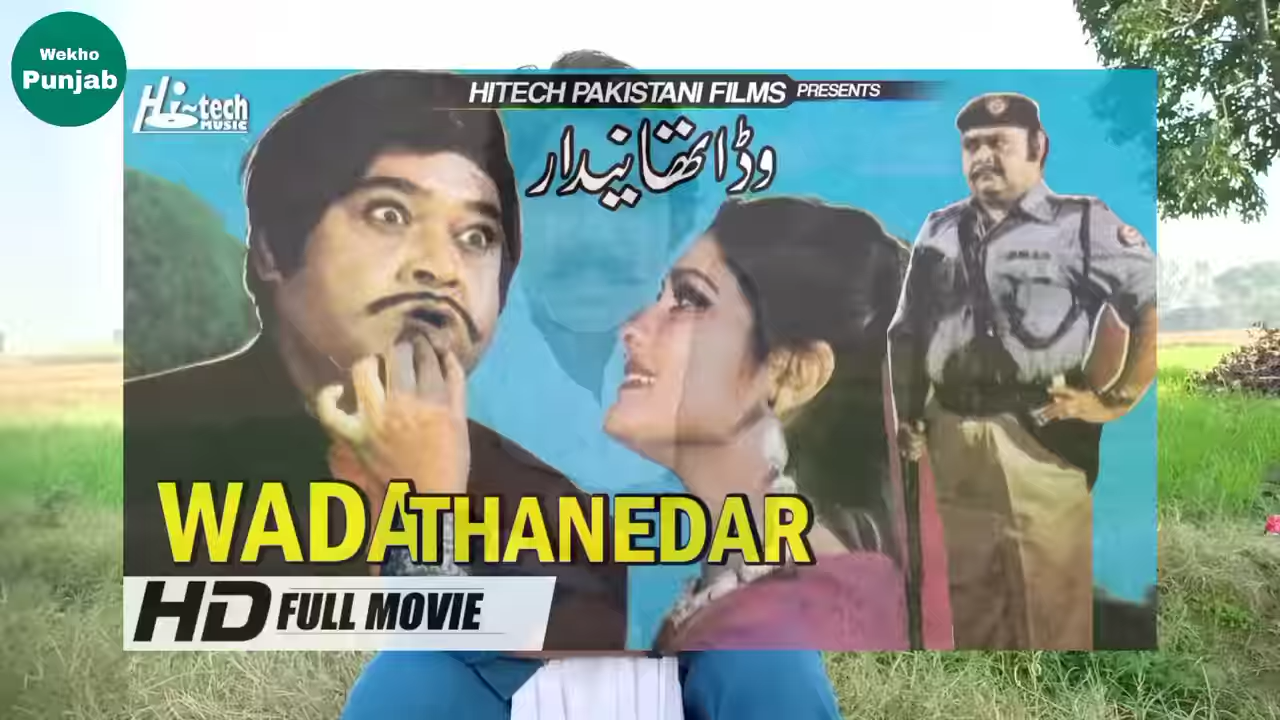 Wekho
Punjab
Hi-tech
MUSIC
HITECH PAKISTANI FILMS PRESENTS
وڈا تھانیدار
WADA THANEDAR
HD FULL MOVIE